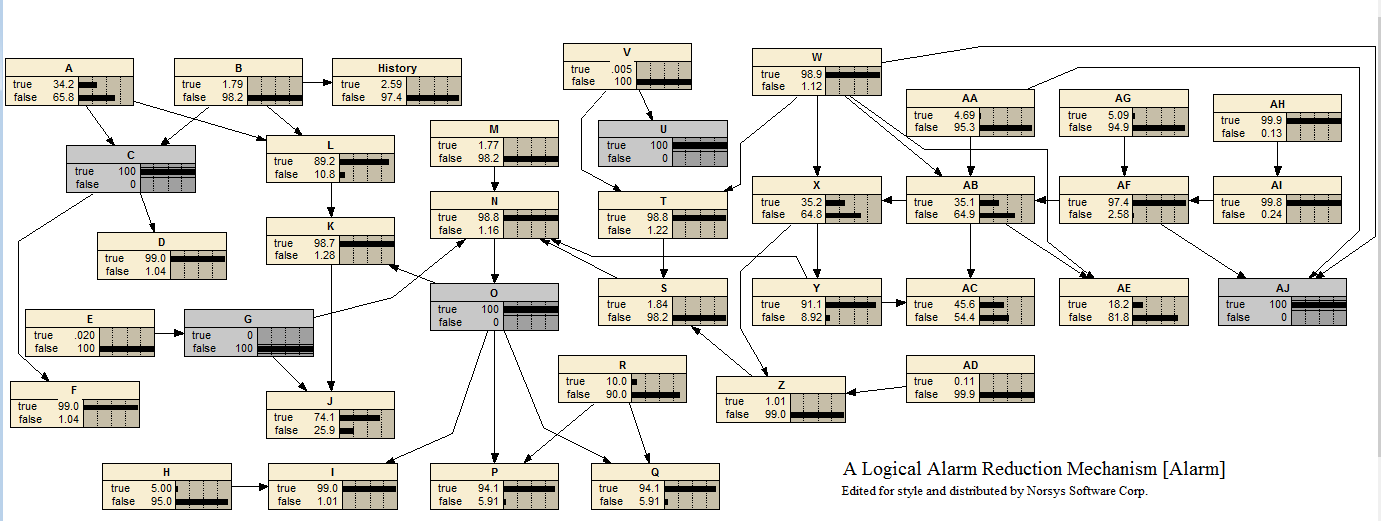 A
true 34.2
false 65.8
B
true 1.79
false 98.2
History
true 2.59
false 97.4
V
true .005
false 100
W
true 98.9
false 1.12
AA
true 4.69
false 95.3
AG
true 5.09
false 94.9
AH
true 99.9
false 0.13
C
true 100
false 0
L
true 89.2
false 10.8
M
true 1.77
false 98.2
U
true 100
false 0
N
true 98.8
false 1.16
T
true 98.8
false 1.22
X
true 35.2
false 64.8
AB
true 35.1
false 64.9
AF
true 97.4
false 2.58
AI
true 99.8
false 0.24
D
true 99.0
false 1.04
K
true 98.7
false 1.28
O
true 100
false 0
S
true 1.84
false 98.2
Y
true 91.1
false 8.92
AC
true 45.6
false 54.4
AE
true 18.2
false 81.8
AJ
true 100
false 0
E
true .020
false 100
G
true 0
false 100
F
true 99.0
false 1.04
J
true 74.1
false 25.9
R
true 10.0
false 90.0
Z
true 1.01
false 99.0
AD
true 0.11
false 99.9
H
true 5.00
false 95.0
I
true 99.0
false 1.01
P
true 94.1
false 5.91
Q
true 94.1
false 5.91
A Logical Alarm Reduction Mechanism [Alarm]
Edited for style and distributed by Norsys Software Corp.